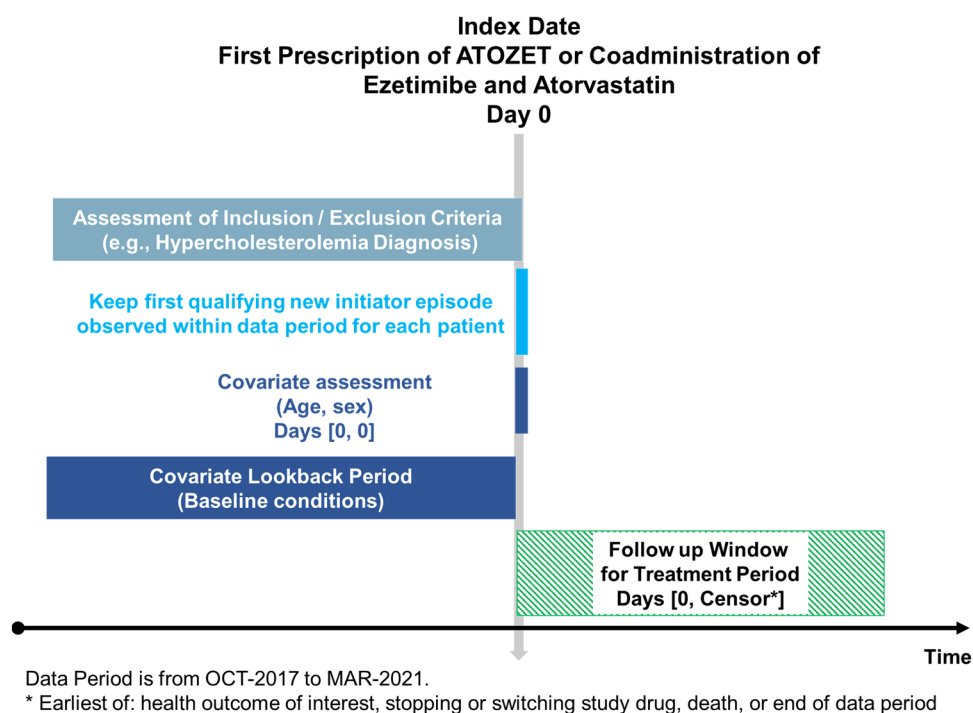 Index Date
First Prescription of ATOZET or Coadministration of
Ezetimibe and Atorvastatin
Day 0
Assessment of Inclusion / Exclusion Criteria
(e.g., Hypercholesterolemia Diagnosis)
Keep first qualifying new initiator episode
observed within data period for each patient
Covariate assessment
(Age, sex)
Days [0, 0]
Covariate Lookback Period
(Baseline conditions)
Follow up Window
for Treatment Period
Days [0, Censor*]
Time
Data Period is from OCT-2017 to MAR-2021.
* Earliest of: health outcome of interest, stopping or switching study drug, death, or end of data period